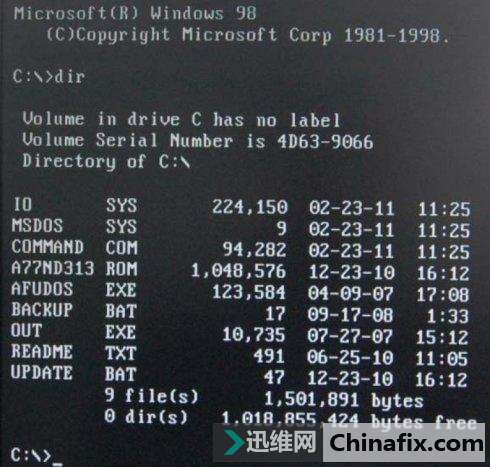 Microsoft(R) Windows 98
(C)Copyright Microsoft Corp 1981-1998.
C:\>dir
Volume in drive C has no label
Volume Serial Number is 4D63-9066
Directory of C:\
IO SYS 224,150 02-23-11 11:25
MSDOS SYS 9 02-23-11 11:25
COMMAND COM 94,282 02-23-11 11:25
A77ND313 ROM 1,048,576 12-23-10 16:12
AFUDOS EXE 123,584 04-09-07 17:08
BACKUP BAT 17 09-17-08 1:33
OUT EXE 10,735 07-27-07 15:12
README TXT 491 06-25-10 11:05
UPDATE BAT 47 12-23-10 16:12
9 file(s) 1,501,891 bytes
0 dir(s) 1,018,855,424 bytes free
C:\>_
迅维网 Chinafix.com